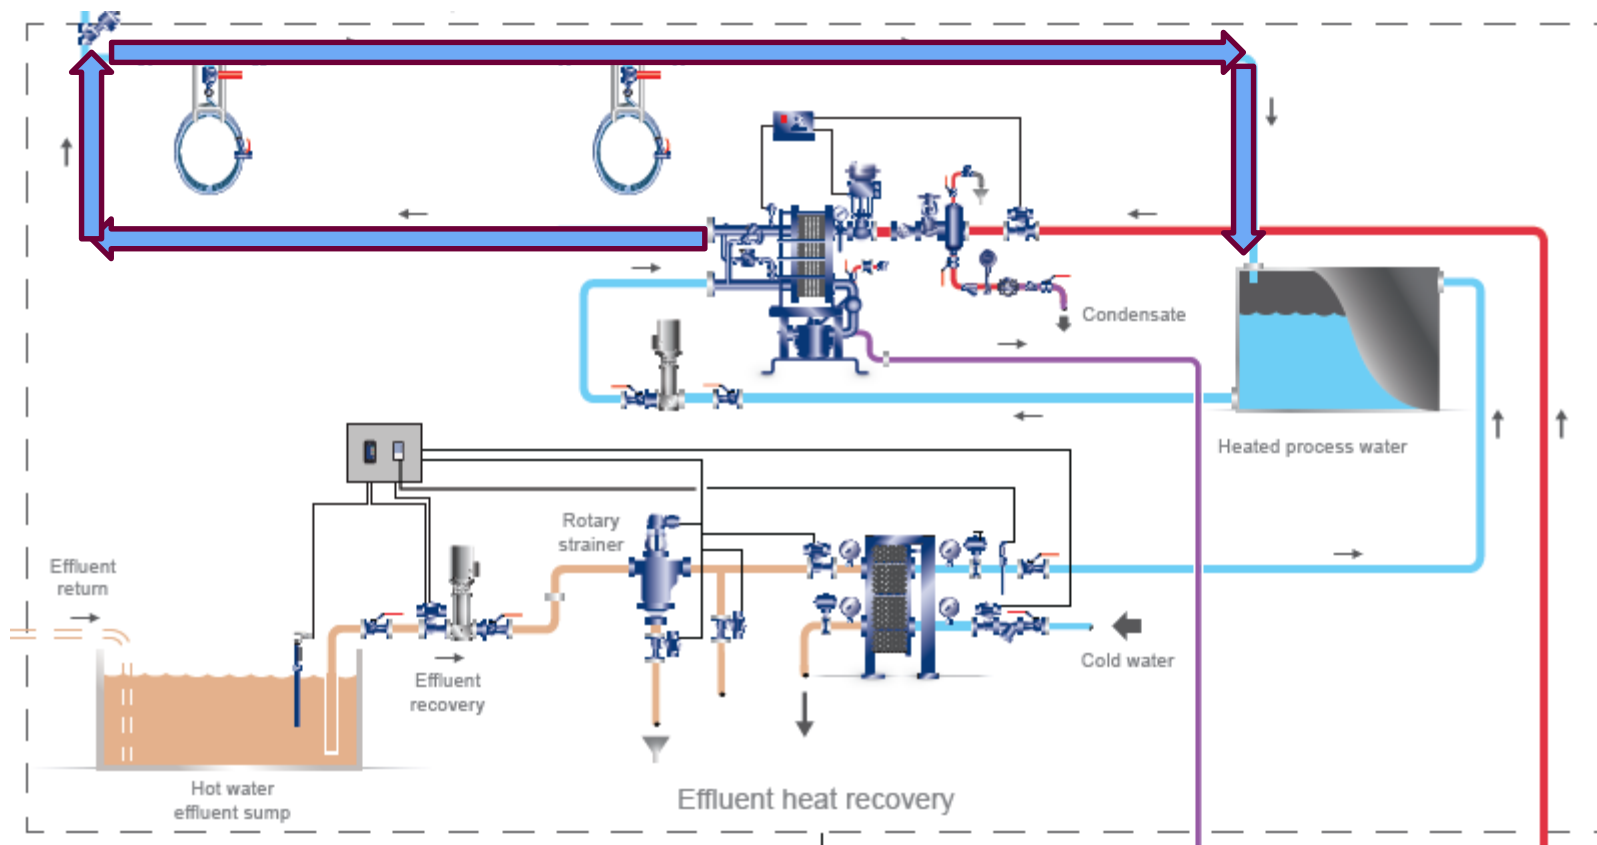 Condensate
Heated process water
Rotary
strainer
Effluent
return
Effluent
recovery
Cold water
Hot water
effluent sump
Effluent heat recovery